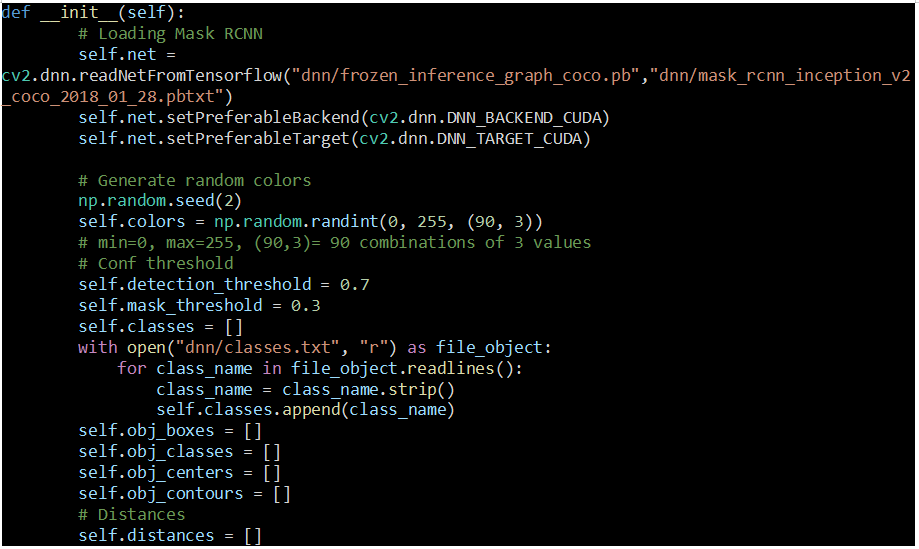 def __init__(self):
        # Loading Mask RCNN
        self.net =
cv2.dnn.readNetFromTensorflow("dnn/frozen_inference_graph_coco.pb","dnn/mask_rcnn_inception_v2
_coco_2018_01_28.pbtxt")
        self.net.setPreferableBackend(cv2.dnn.DNN_BACKEND_CUDA)
        self.net.setPreferableTarget(cv2.dnn.DNN_TARGET_CUDA)

        # Generate random colors
        np.random.seed(2)
        self.colors = np.random.randint(0, 255, (90, 3))
        # min=0, max=255, (90,3)= 90 combinations of 3 values
        # Conf threshold
        self.detection_threshold = 0.7
        self.mask_threshold = 0.3
        self.classes = []
        with open("dnn/classes.txt", "r") as file_object:
            for class_name in file_object.readlines():
                class_name = class_name.strip()
                self.classes.append(class_name)
        self.obj_boxes = []
        self.obj_classes = []
        self.obj_centers = []
        self.obj_contours = []
        # Distances
        self.distances = []